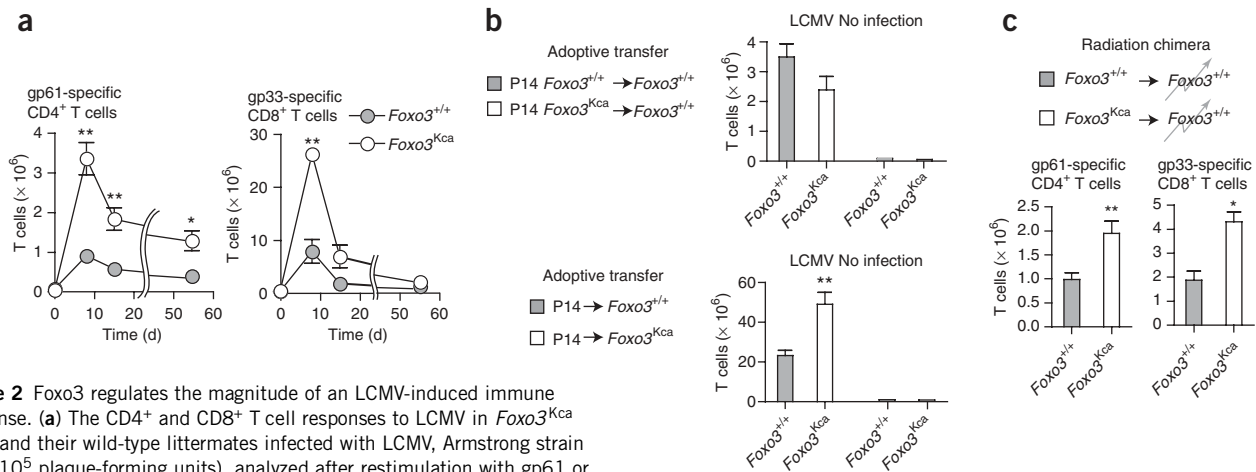 a
gp61-specific
CD4+ T cells
gp33-specific
CD8+ T cells
Foxo3+/+
Foxo3Kca
T cells (× 10^6)
4
3
2
1
0
**
**
*
0 10 20 50 60
Time (d)
T cells (× 10^6)
30
20
10
0
**
0 10 20 50 60
Time (d)
b
Adoptive transfer
P14 Foxo3+/+ → Foxo3+/+
P14 Foxo3Kca → Foxo3+/+
LCMV No infection
T cells (× 10^6)
4
3
2
1
0
Foxo3+/+
Foxo3Kca
Foxo3+/+
Foxo3Kca
Adoptive transfer
P14 → Foxo3+/+
P14 → Foxo3Kca
LCMV No infection
T cells (× 10^6)
60
40
20
0
**
Foxo3+/+
Foxo3Kca
Foxo3+/+
Foxo3Kca
c
Radiation chimera
Foxo3+/+ → Foxo3+/+
Foxo3Kca → Foxo3+/+
gp61-specific
CD4+ T cells
gp33-specific
CD8+ T cells
T cells (× 10^6)
2.5
2.0
1.5
1.0
0.5
0.0
**
Foxo3+/+
Foxo3Kca
5
4
3
2
1
0
*
Foxo3+/+
Foxo3Kca
e 2 Foxo3 regulates the magnitude of an LCMV-induced immune
nse. (a) The CD4+ and CD8+ T cell responses to LCMV in Foxo3Kca
and their wild-type littermates infected with LCMV, Armstrong strain
10^5 plaque-forming units), analyzed after restimulation with gp61 or